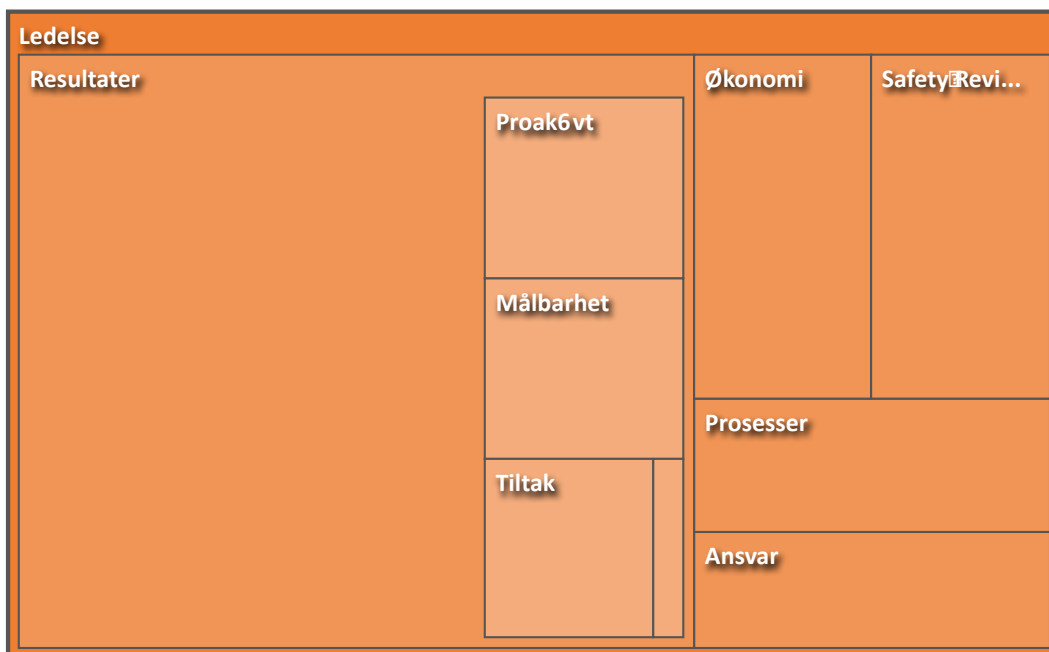 Ledelse
Resultater
Økonomi
Safety Revi...
Proak6vt
Målbarhet
Prosesser
Tiltak
Ansvar